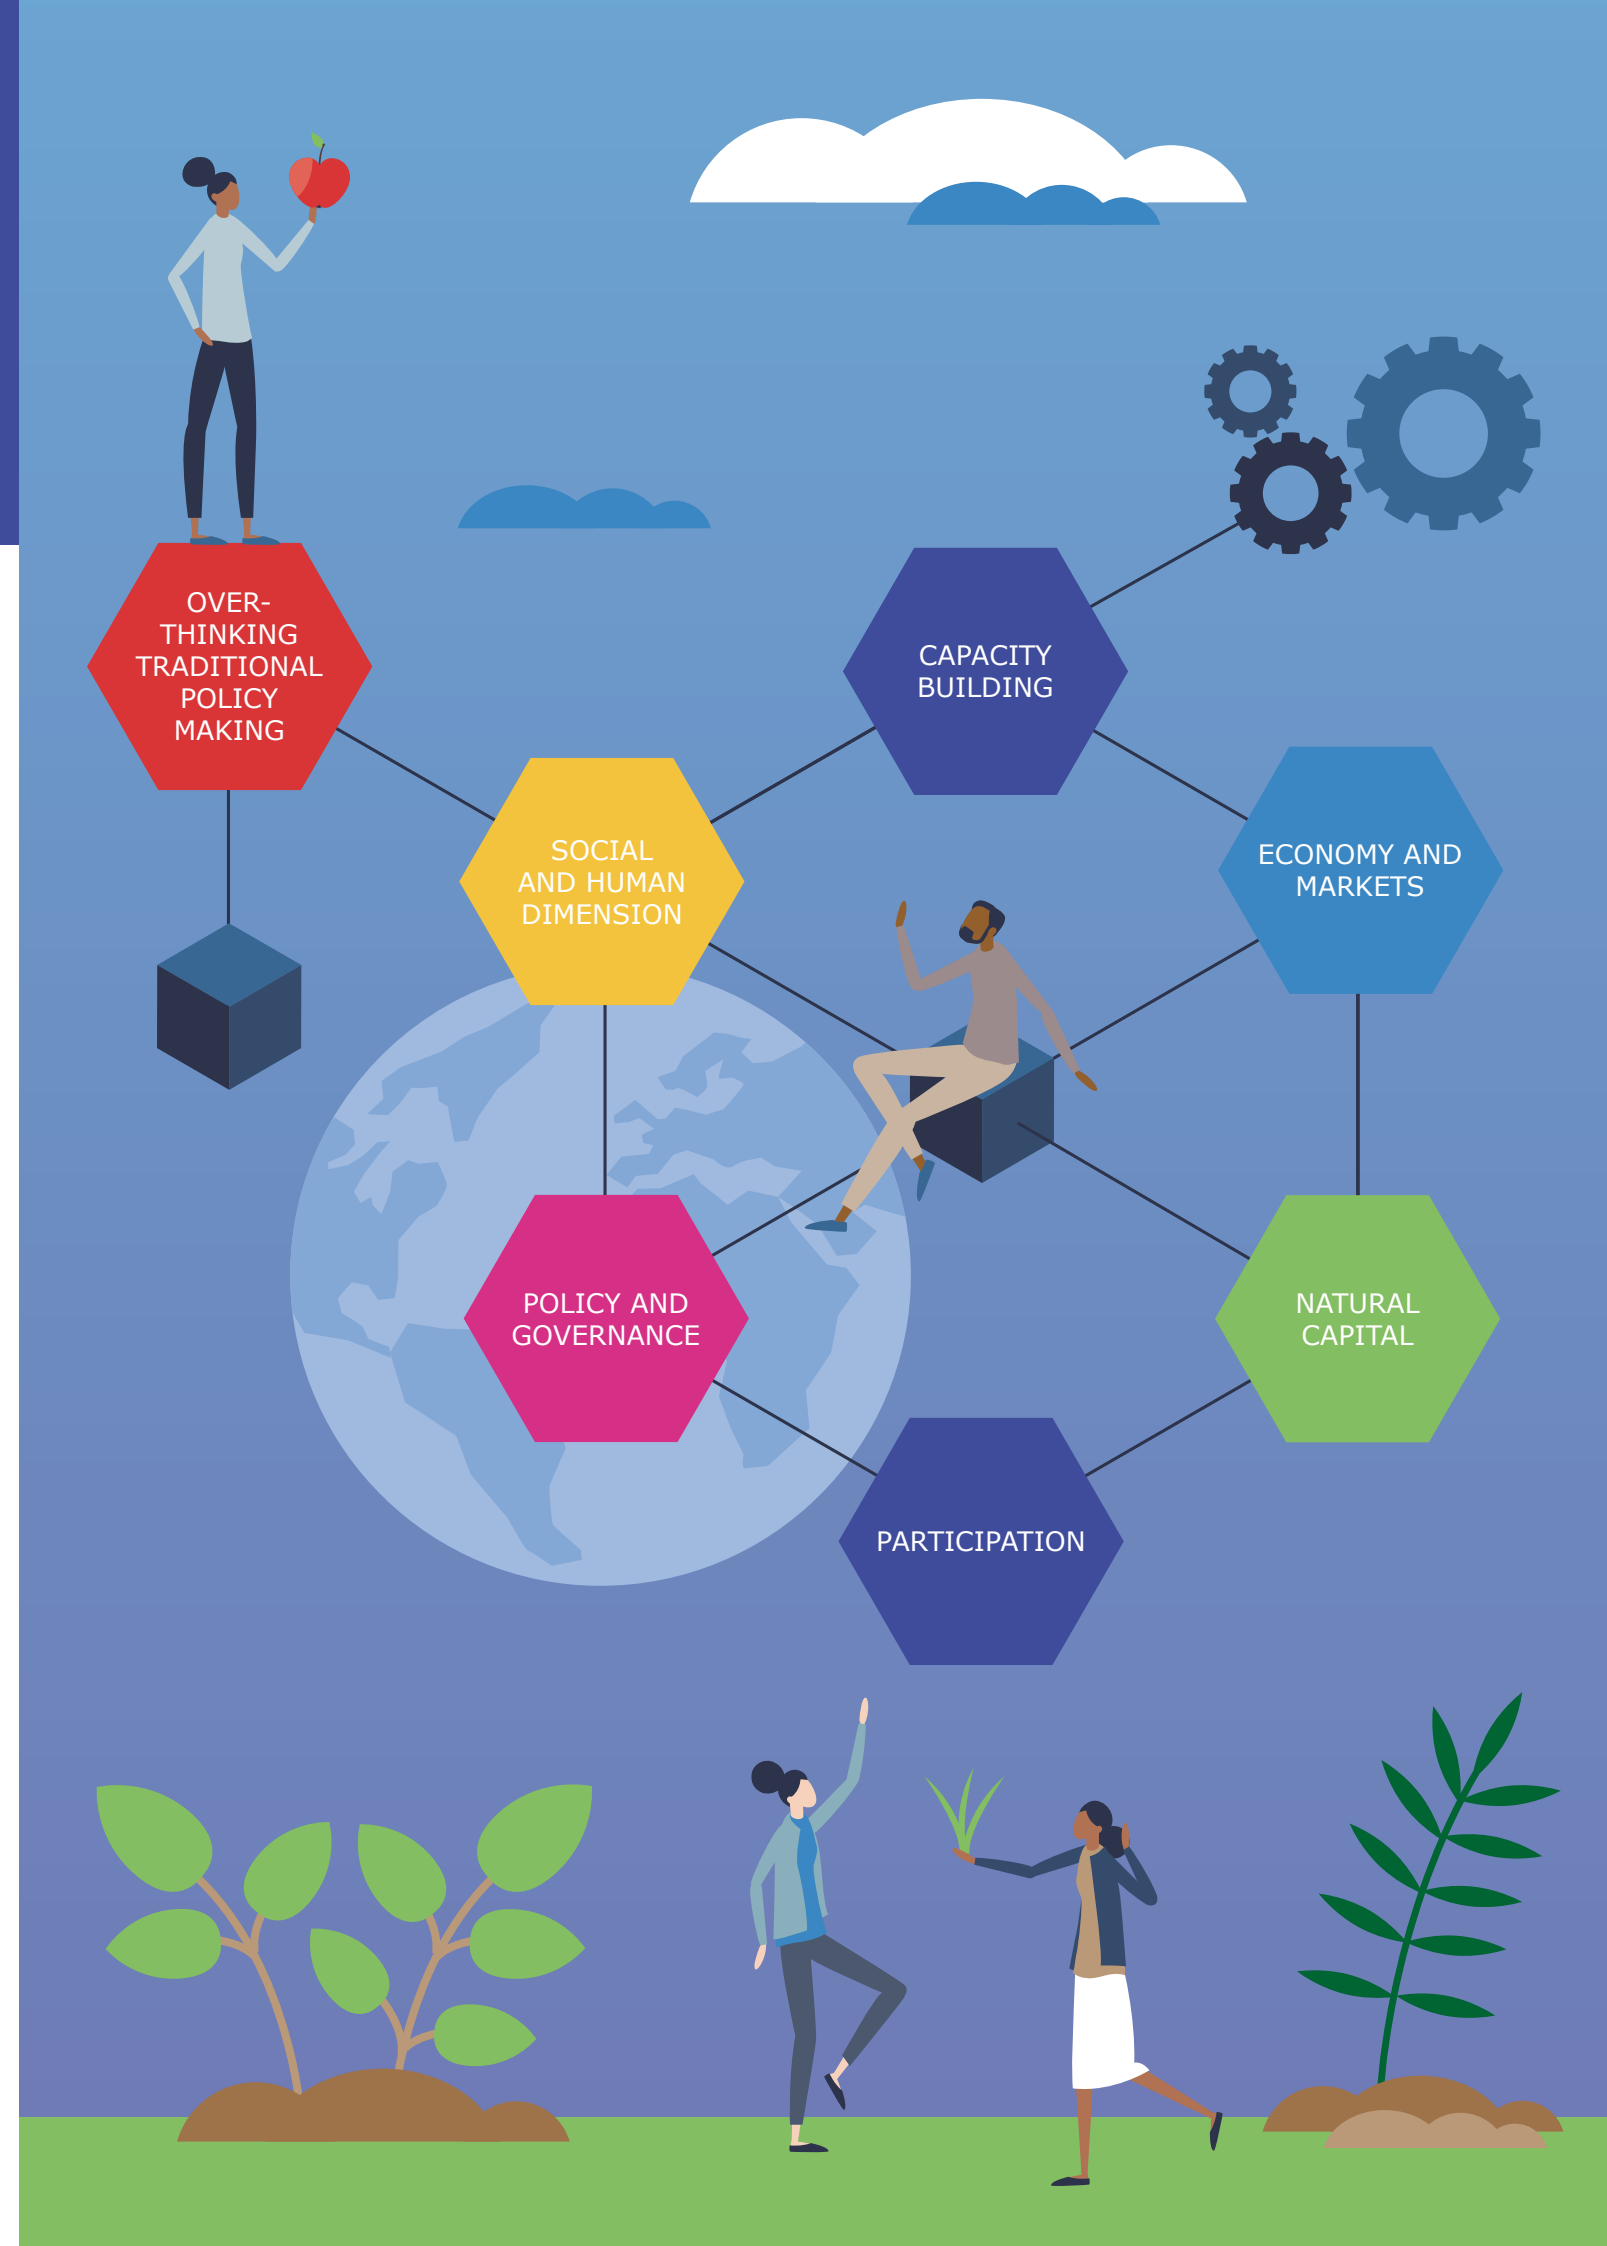 OVER-
THINKING
TRADITIONAL
POLICY
MAKING
CAPACITY
BUILDING
SOCIAL
AND HUMAN
DIMENSION
ECONOMY AND
MARKETS
POLICY AND
GOVERNANCE
NATURAL
CAPITAL
PARTICIPATION